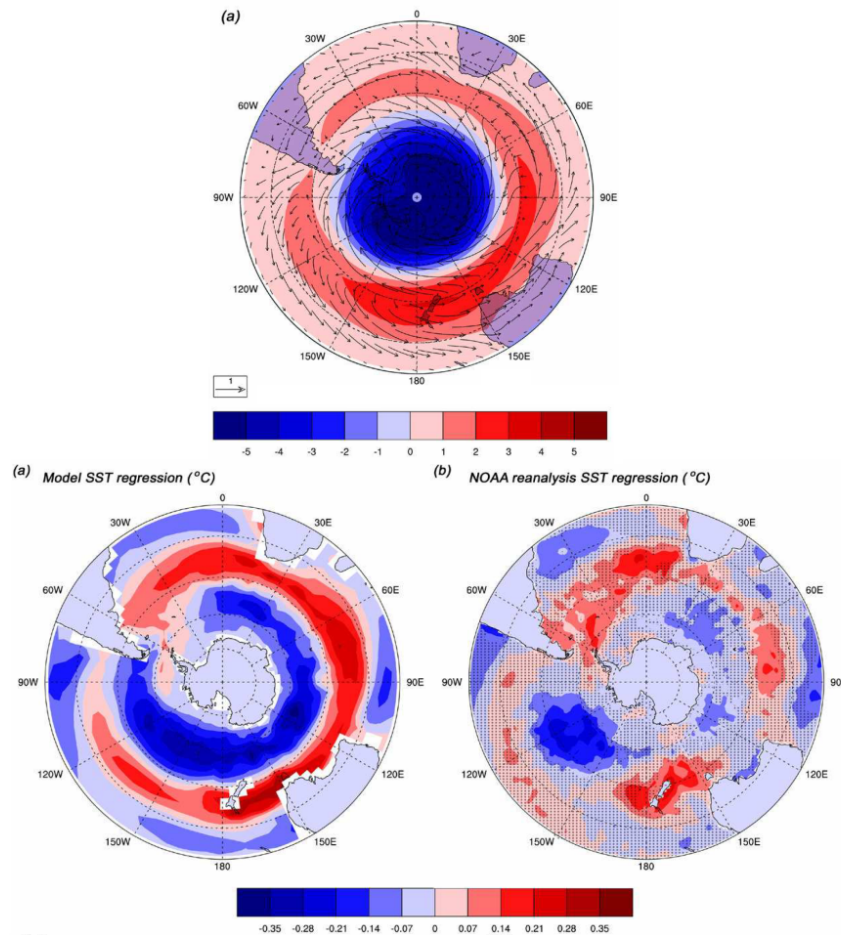 (a)
0
30W
30E
60W
60E
90W
90E
120W
120E
150W
150E
180
1
-5 -4 -3 -2 -1 0 1 2 3 4 5
(a) Model SST regression (°C)
0
30W
30E
60W
60E
90W
90E
120W
120E
150W
150E
180
(b) NOAA reanalysis SST regression (°C)
0
30W
30E
60W
60E
90W
90
120W
120E
150W
150E
180
-0.35 -0.28 -0.21 -0.14 -0.07 0 0.07 0.14 0.21 0.28 0.35